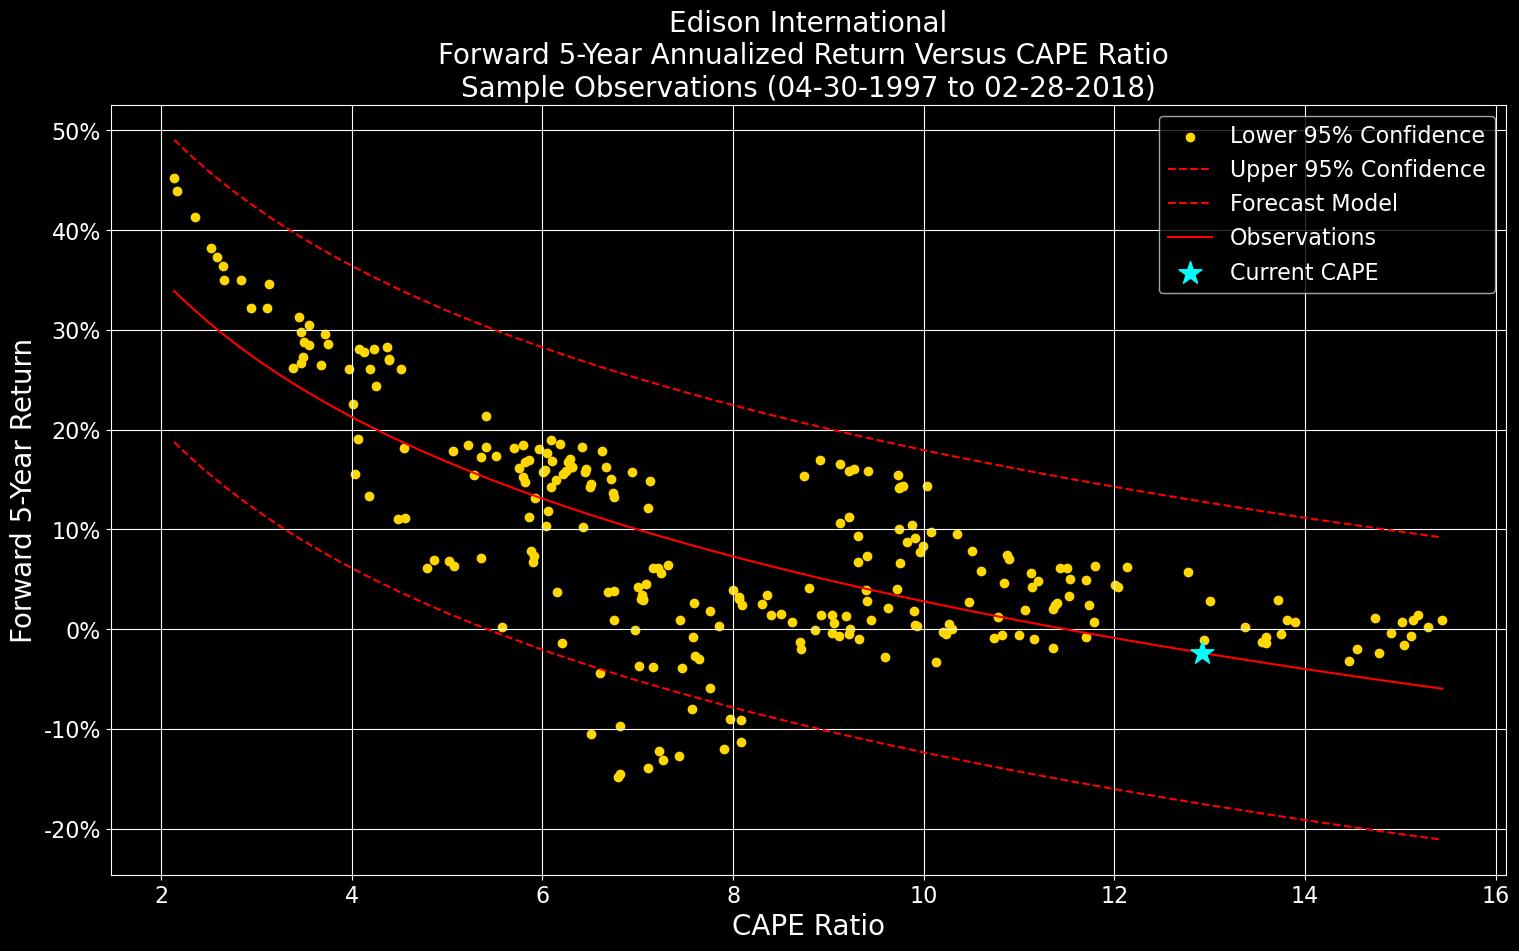 Edison International
Forward 5-Year Annualized Return Versus CAPE Ratio
Sample Observations (04-30-1997 to 02-28-2018)
Lower 95% Confidence
Upper 95% Confidence
Forecast Model
Observations
Current CAPE
Forward 5-Year Return
50%
40%
30%
20%
10%
0%
-10%
-20%
2 4 6 8 10 12 14 16
CAPE Ratio